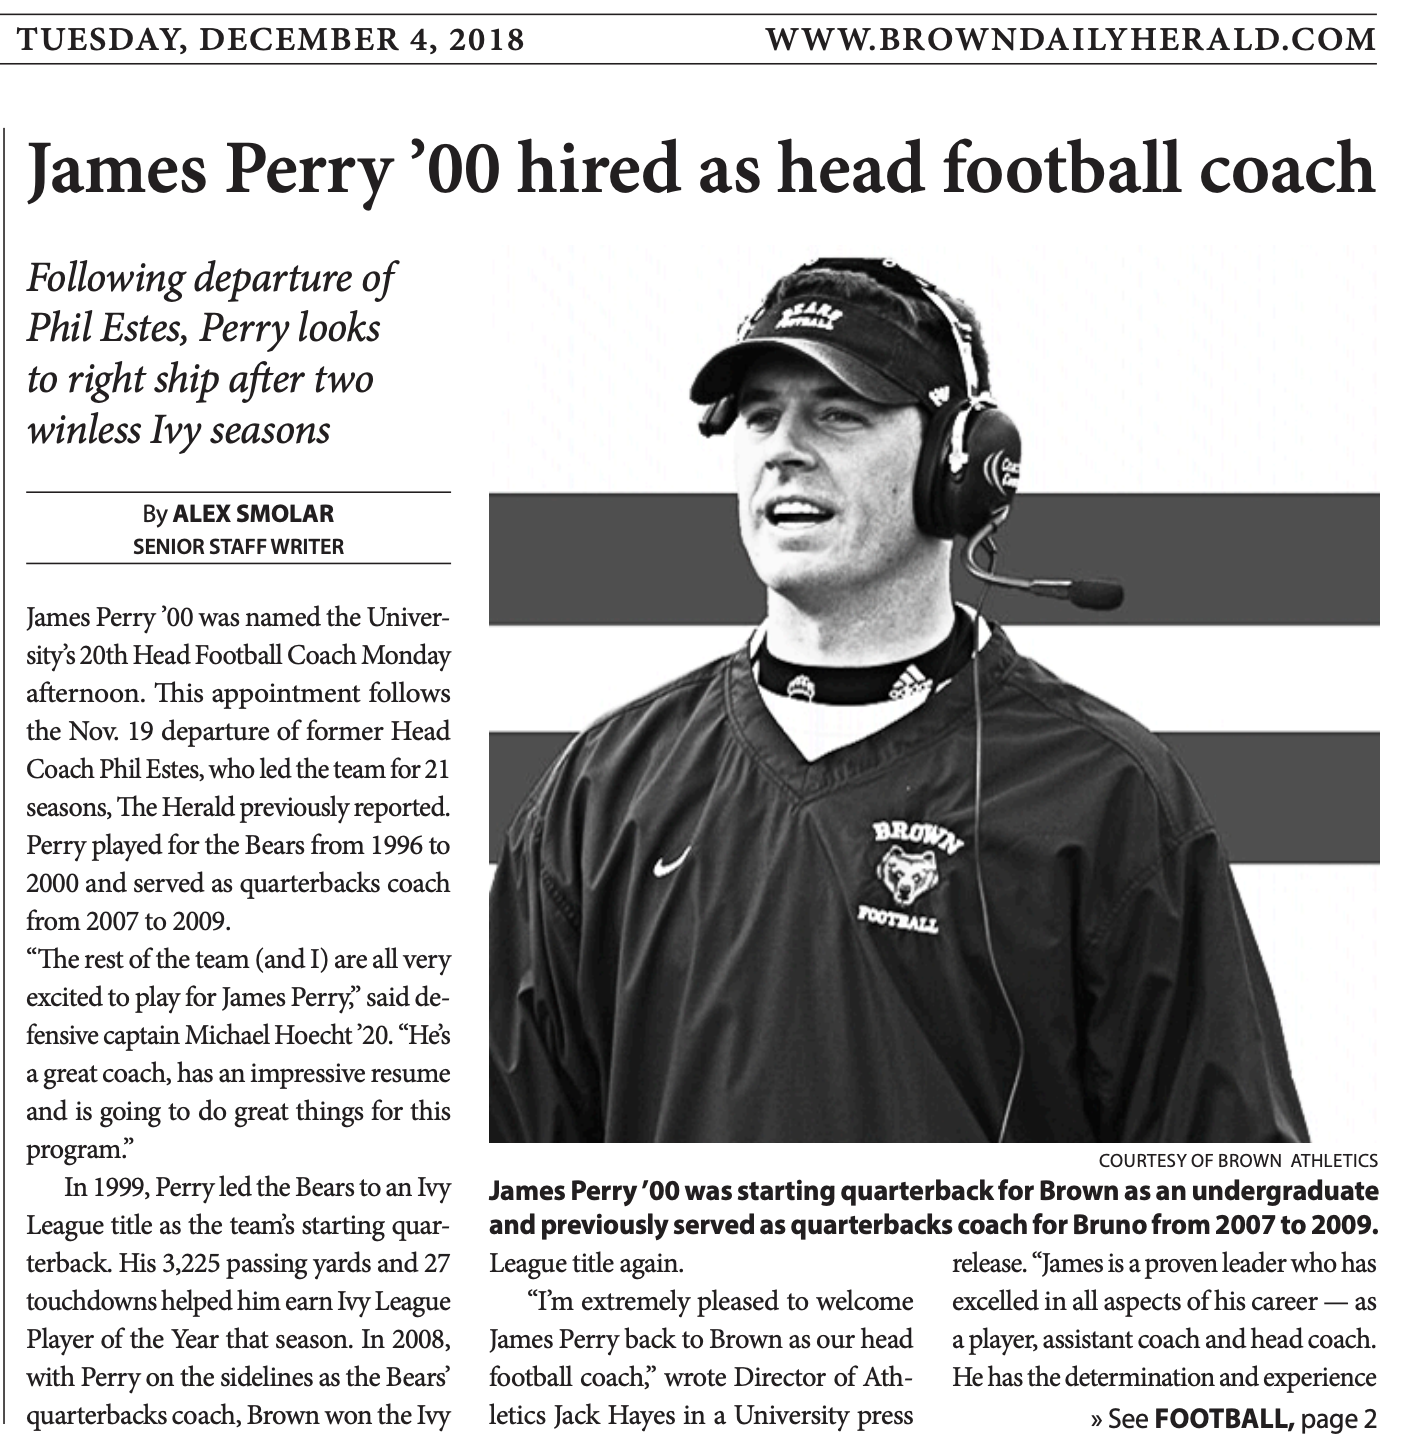 TUESDAY, DECEMBER 4, 2018
WWW.BROWNDAILYHERALD.COM
James Perry ’00 hired as head football coach
Following departure of
Phil Estes, Perry looks
to right ship after two
winless Ivy seasons
By ALEX SMOLAR
SENIOR STAFF WRITER
James Perry ’00 was named the Univer-
sity’s 20th Head Football Coach Monday
afternoon. This appointment follows
the Nov. 19 departure of former Head
Coach Phil Estes, who led the team for 21
seasons, The Herald previously reported.
Perry played for the Bears from 1996 to
2000 and served as quarterbacks coach
from 2007 to 2009.
“The rest of the team (and I) are all very
excited to play for James Perry,” said de-
fensive captain Michael Hoecht ’20. “He’s
a great coach, has an impressive resume
and is going to do great things for this
program.”
In 1999, Perry led the Bears to an Ivy
League title as the team’s starting quar-
terback. His 3,225 passing yards and 27
touchdowns helped him earn Ivy League
Player of the Year that season. In 2008,
with Perry on the sidelines as the Bears’
quarterbacks coach, Brown won the Ivy
BEARS
FOOTBALL
adidas
BROWN
FOOTBALL
COURTESY OF BROWN ATHLETICS
James Perry ’00 was starting quarterback for Brown as an undergraduate
and previously served as quarterbacks coach for Bruno from 2007 to 2009.
League title again.
“I’m extremely pleased to welcome
James Perry back to Brown as our head
football coach,” wrote Director of Ath-
letics Jack Hayes in a University press
release. “James is a proven leader who has
excelled in all aspects of his career — as
a player, assistant coach and head coach.
He has the determination and experience
» See FOOTBALL, page 2